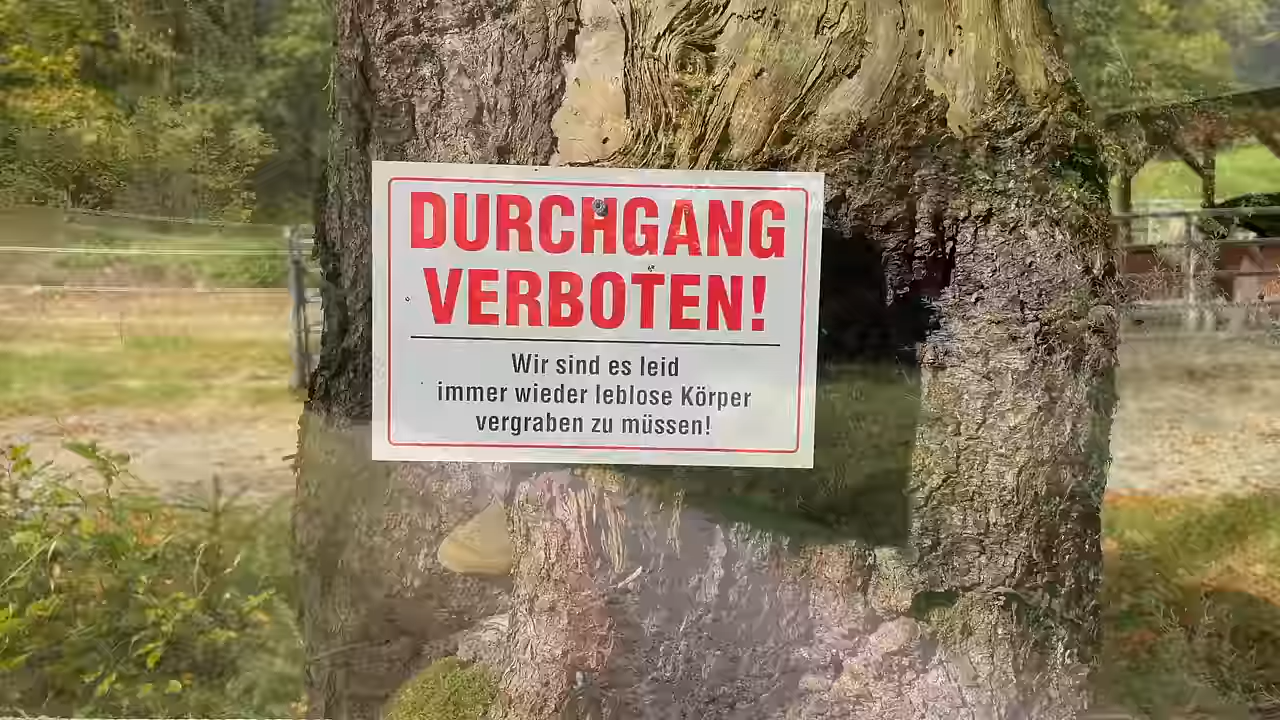 DURCHGANG
VERBOTEN!
Wir sind es leid
immer wieder leblose Körper
vergraben zu müssen!